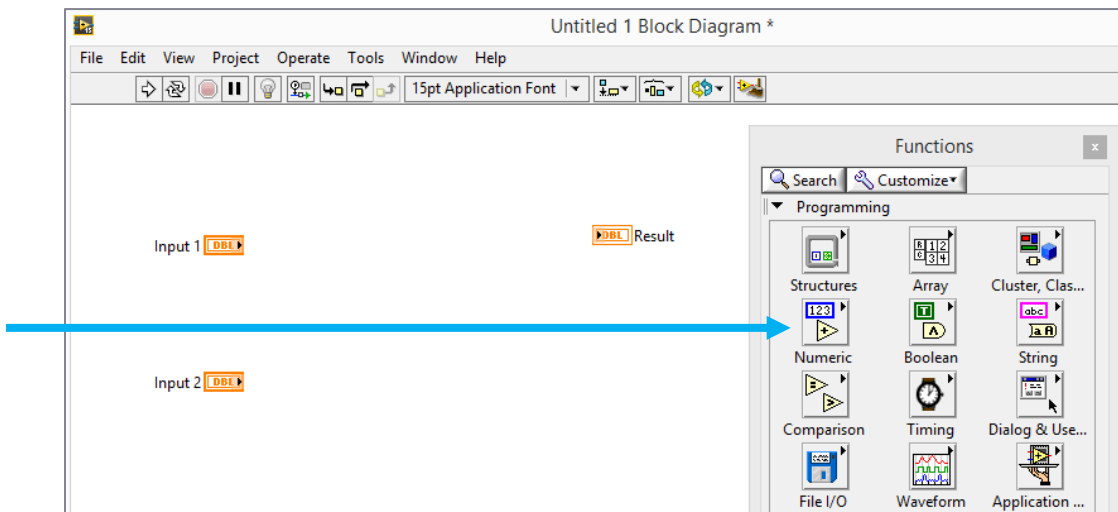 Untitled 1 Block Diagram *
File Edit View Project Operate Tools Window Help
15pt Application Font
Functions
x
Search Customize
Programming
Input 1 DBL
DBL Result
Structures Array Cluster, Clas...
123 T abc
a A
Numeric Boolean String
Input 2 DBL
Comparison Timing Dialog & Use...
File I/O Waveform Application ...